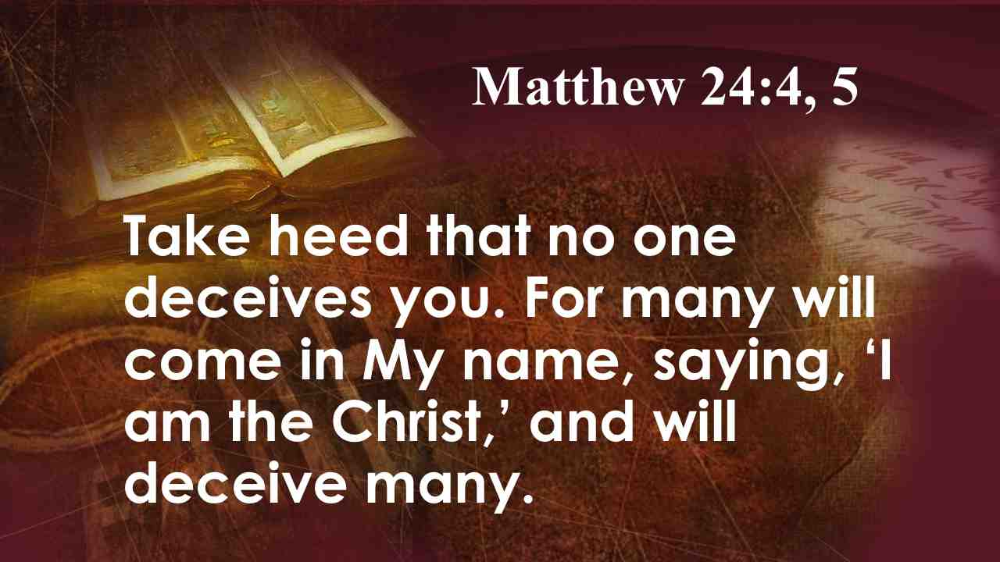 Matthew 24:4, 5
Take heed that no one
deceives you. For many will
come in My name, saying, ‘I
am the Christ,’ and will
deceive many.